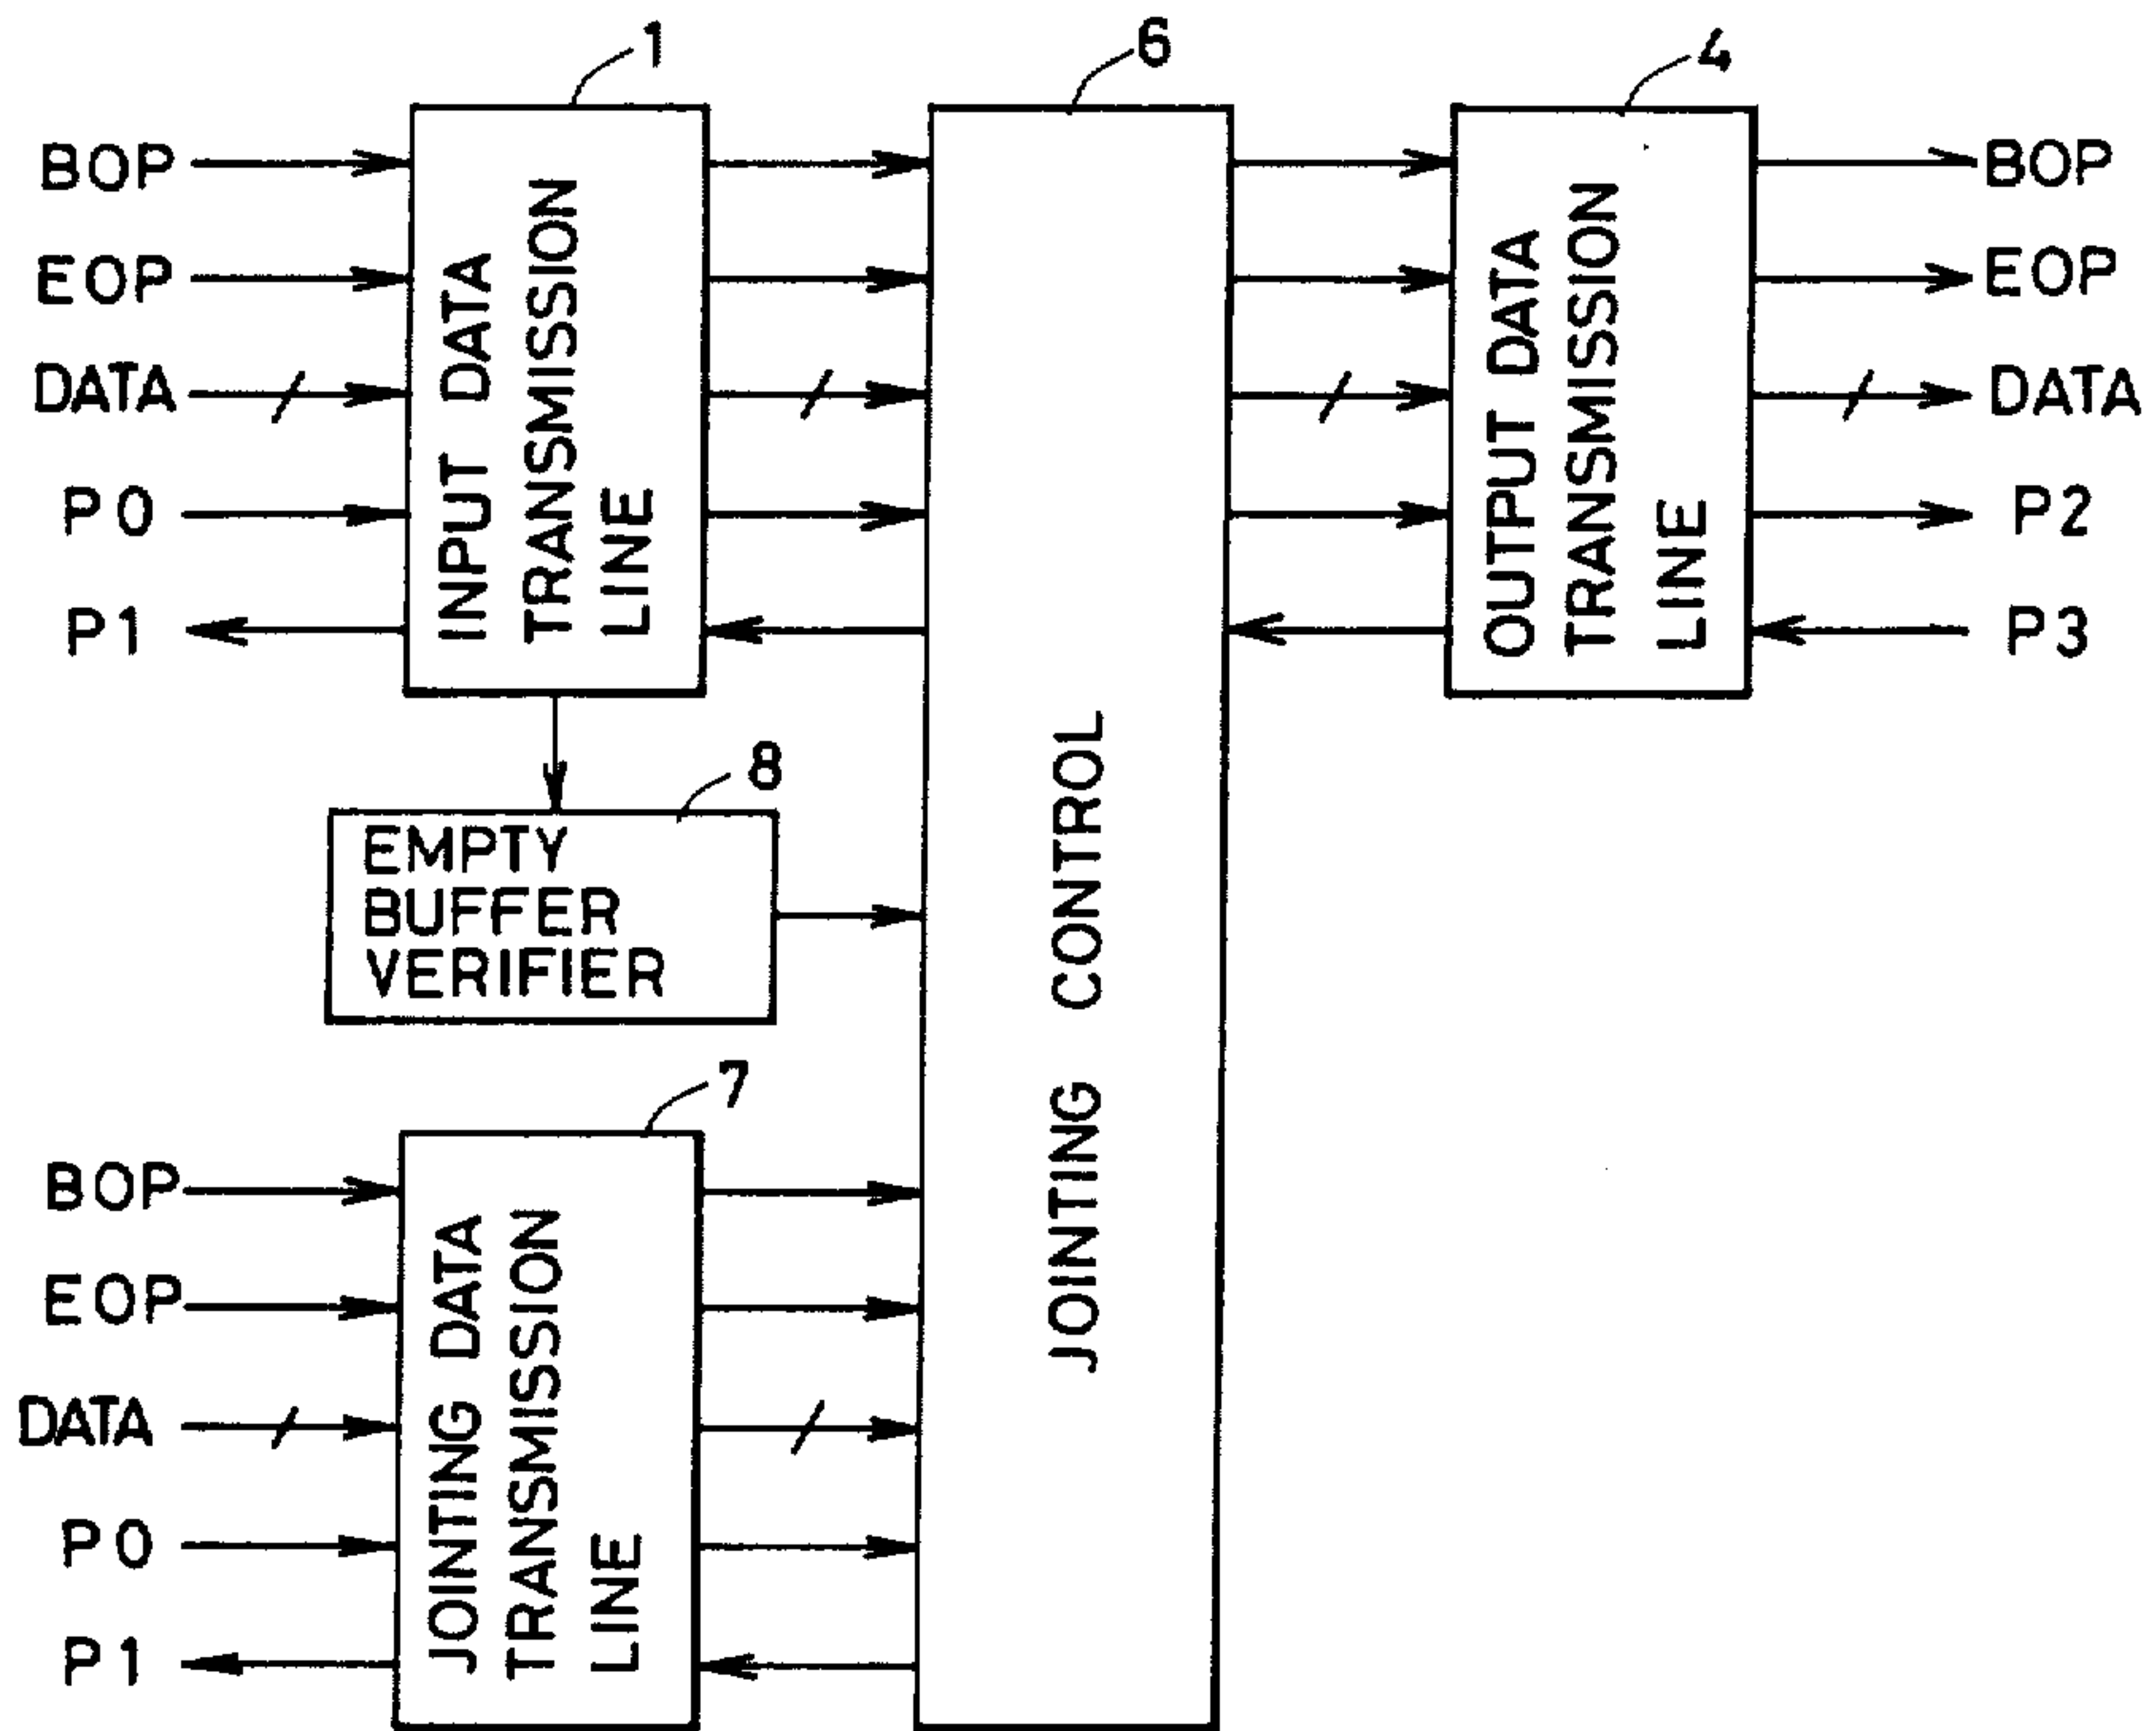 1
6
4
BOP
EOP
DATA
P0
P1
INPUT DATA
TRANSMISSION
LINE
OUTPUT DATA
TRANSMISSION
LINE
BOP
EOP
DATA
P2
P3
8
EMPTY
BUFFER
VERIFIER
JOINTING CONTROL
7
BOP
EOP
DATA
P0
P1
JOINTING DATA
TRANSMISSION
LINE